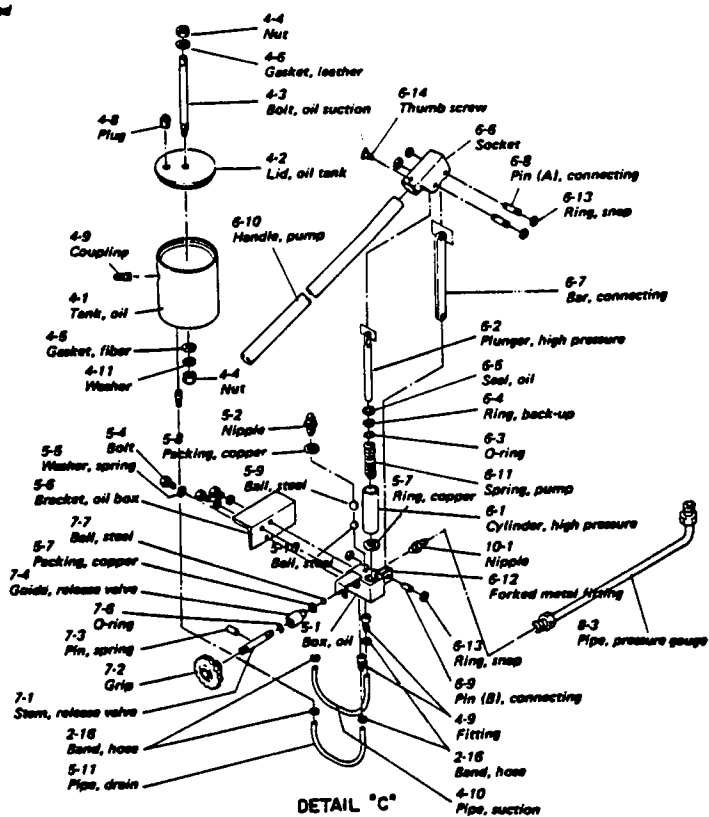 4-4
Nut
4-6
Gasket, leather
4-3
Bolt, oil suction
4-8
Plug
4-2
Lid, oil tank
6-14
Thumb screw
6-6
Socket
6-8
Pin (A), connecting
6-13
Ring, snap
6-10
Handle, pump
4-9
Coupling
4-1
Tank, oil
6-7
Bar, connecting
4-5
Gasket, fiber
4-11
Washer
4-4
Nut
6-2
Plunger, high pressure
6-5
Seal, oil
6-4
Ring, back-up
6-3
O-ring
6-11
Spring, pump
6-1
Cylinder, high pressure
5-2
Nipple
5-8
Packing, copper
5-4
Bolt
5-5
Washer, spring
5-6
Bracket, oil box
5-9
Ball, steel
5-7
Ring, copper
5-10
Ball, steel
7-7
Ball, steel
5-7
Packing, copper
7-4
Goide, release valve
7-6
O-ring
7-3
Pin, spring
7-2
Grip
7-1
Stem, release valve
5-1
Box, oil
10-1
Nipple
6-12
Forked metal fitting
8-3
Pipe, pressure gauge
6-13
Ring, snap
6-9
Pin (B), connecting
4-9
Fitting
2-16
Band, hose
2-16
Band, hose
5-11
Pipe, drain
4-10
Pipe, suction
DETAIL "C"